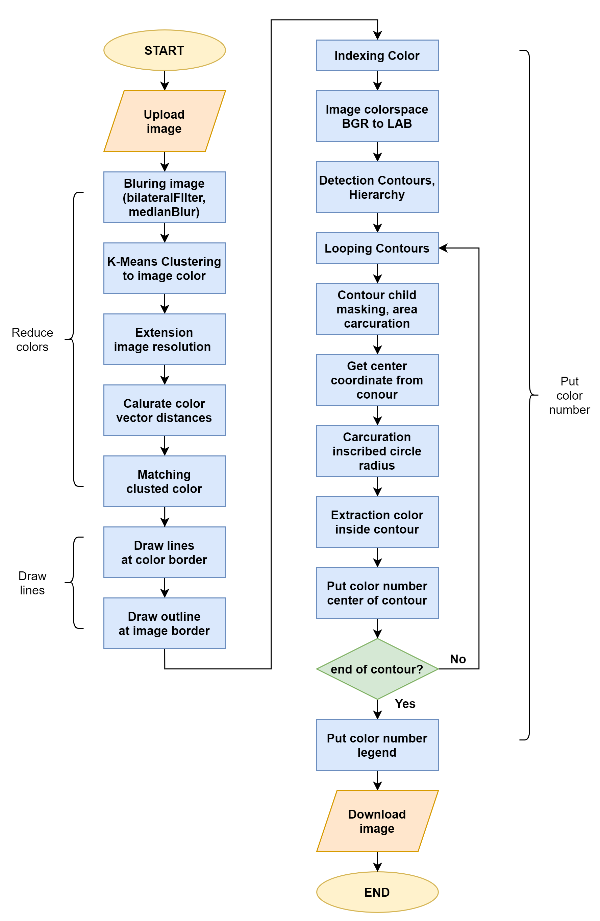 START
Upload
image
Bluring image
(bilateralFilter,
medianBlur)
K-Means Clustering
to image color
Extension
image resolution
Calurate color
vector distances
Matching
clusted color
Reduce
colors
Draw lines
at color border
Draw outline
at image border
Draw
lines
Indexing Color
Image colorspace
BGR to LAB
Detection Contours,
Hierarchy
Looping Contours
Contour child
masking, area
carcuration
Get center
coordinate from
conour
Carcuration
inscribed circle
radius
Extraction color
inside contour
Put color number
center of contour
end of contour?
No
Yes
Put color number
legend
Put
color
number
Download
image
END